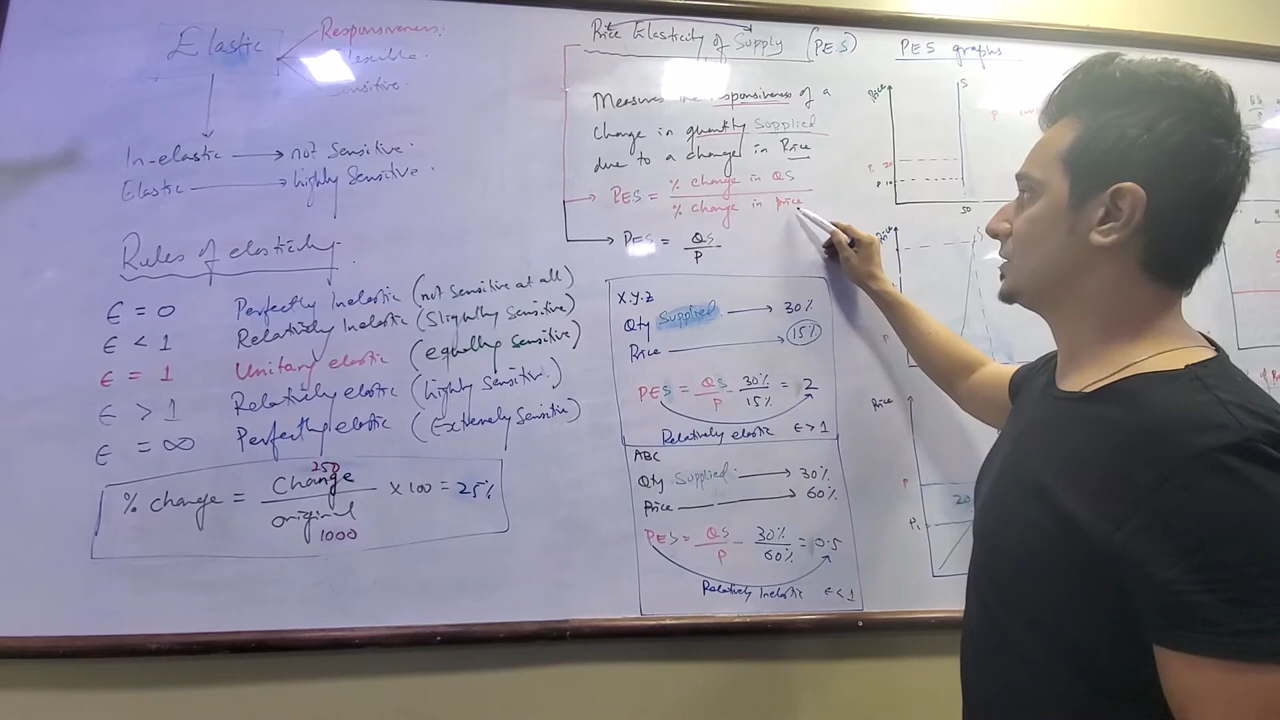 Elastic
Responsiveness.
In-elastic → not Sensitive.
Elastic → highly Sensitive.
Rules of elasticity.
ϵ = 0 Perfectly Inelastic (not Sensitive at all)
ϵ < 1 Relatively Inelastic (Slightly Sensitive)
ϵ = 1 Unitary elastic (equally Sensitive)
ϵ > 1 Relatively elastic (highly Sensitive.)
ϵ = ∞ Perfectly elastic (Extremely Sensitive)
250
% change = Change / original × 100 = 25%
1000
Price Elasticity of Supply (P.E.S)
Measures the responsiveness of a
Change in quantity Supplied
due to a change in Price
PES = % change in QS / % change in price
PES = QS / P
X.Y.Z
Qty Supplied. → 30%
Price → 15%
PES = QS / P 30% / 15% = 2
Relatively elastic ϵ > 1
ABC
Qty Supplied. → 30%
Price → 60%
PES = QS / P - 30% / 60% = 0.5
Relatively Inelastic ϵ < 1
PES graphs
Price
S
P. 20
P 10
50
Price
S
P
Price
P
P₁
20